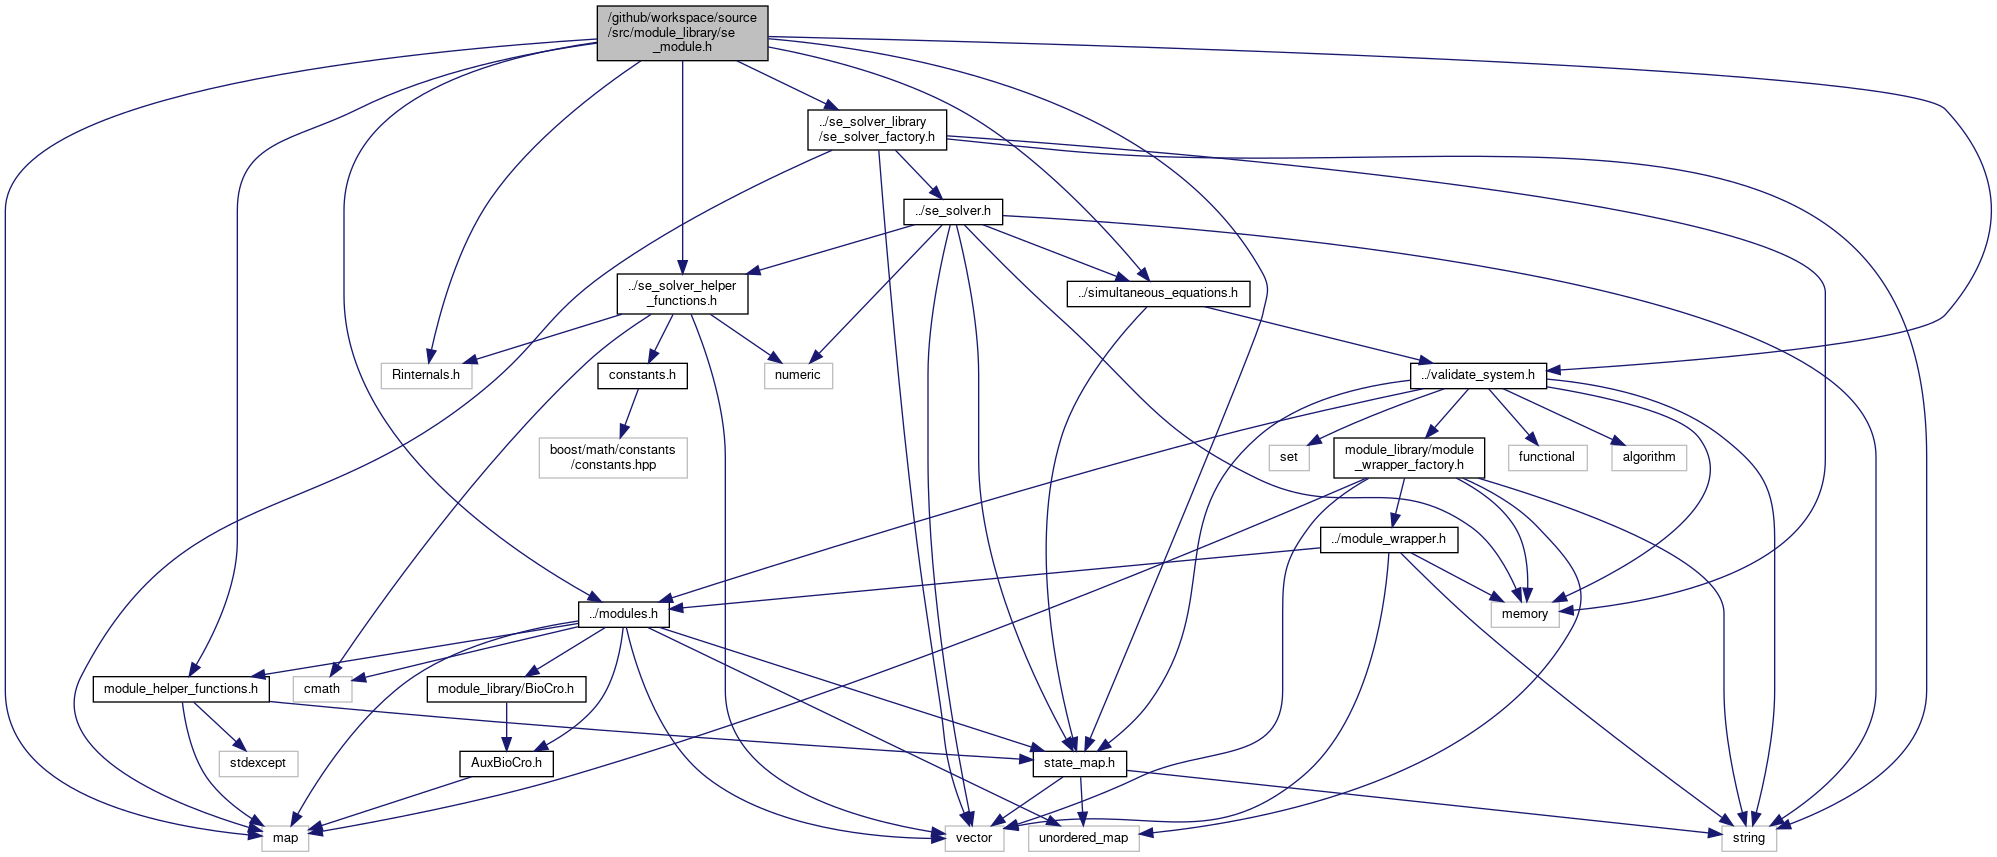 /github/workspace/source
/src/module_library/se
_module.h
../se_solver_library
/se_solver_factory.h
../se_solver.h
../se_solver_helper
_functions.h
../simultaneous_equations.h
Rinternals.h
constants.h
numeric
../validate_system.h
boost/math/constants
/constants.hpp
set
module_library/module
_wrapper_factory.h
functional
algorithm
../module_wrapper.h
../modules.h
memory
module_helper_functions.h
cmath
module_library/BioCro.h
stdexcept
AuxBioCro.h
state_map.h
map
vector
unordered_map
string